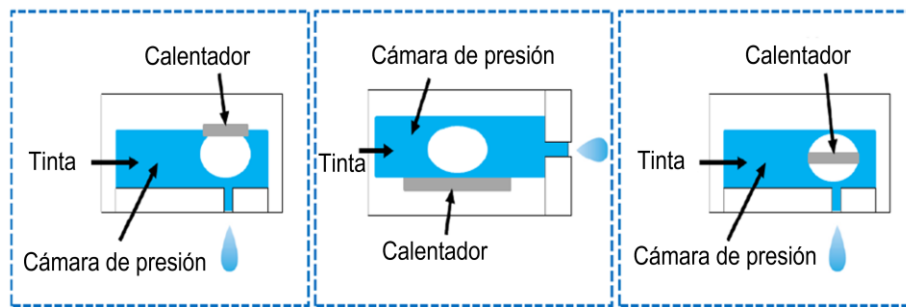 Calentador
Tinta
Cámara de presión
Cámara de presión
Tinta
Calentador
Calentador
Tinta
Cámara de presión